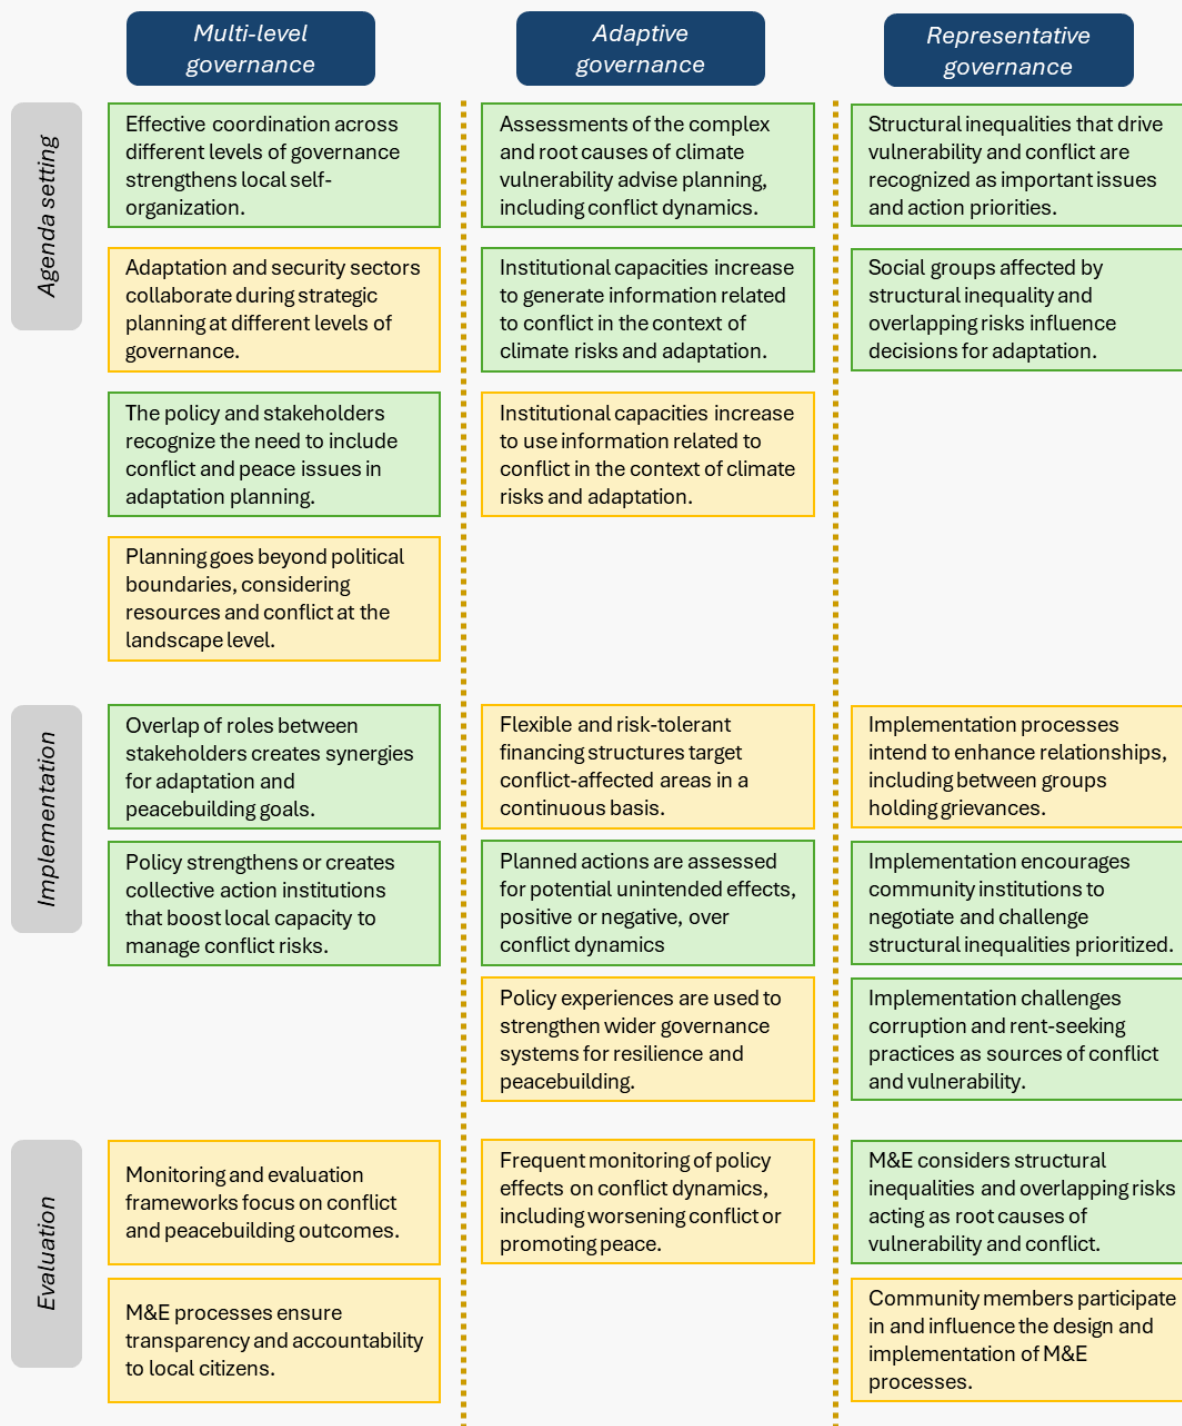 Multi-level
governance
Adaptive
governance
Representative
governance
Agenda setting
Effective coordination across
different levels of governance
strengthens local self-
organization.
Assessments of the complex
and root causes of climate
vulnerability advise planning,
including conflict dynamics.
Structural inequalities that drive
vulnerability and conflict are
recognized as important issues
and action priorities.
Adaptation and security sectors
collaborate during strategic
planning at different levels of
governance.
Institutional capacities increase
to generate information related
to conflict in the context of
climate risks and adaptation.
Social groups affected by
structural inequality and
overlapping risks influence
decisions for adaptation.
The policy and stakeholders
recognize the need to include
conflict and peace issues in
adaptation planning.
Institutional capacities increase
to use information related to
conflict in the context of climate
risks and adaptation.
Planning goes beyond political
boundaries, considering
resources and conflict at the
landscape level.
Implementation
Overlap of roles between
stakeholders creates synergies
for adaptation and
peacebuilding goals.
Flexible and risk-tolerant
financing structures target
conflict-affected areas in a
continuous basis.
Implementation processes
intend to enhance relationships,
including between groups
holding grievances.
Policy strengthens or creates
collective action institutions
that boost local capacity to
manage conflict risks.
Planned actions are assessed
for potential unintended effects,
positive or negative, over
conflict dynamics
Implementation encourages
community institutions to
negotiate and challenge
structural inequalities prioritized.
Policy experiences are used to
strengthen wider governance
systems for resilience and
peacebuilding.
Implementation challenges
corruption and rent-seeking
practices as sources of conflict
and vulnerability.
Evaluation
Monitoring and evaluation
frameworks focus on conflict
and peacebuilding outcomes.
Frequent monitoring of policy
effects on conflict dynamics,
including worsening conflict or
promoting peace.
M&E considers structural
inequalities and overlapping risks
acting as root causes of
vulnerability and conflict.
M&E processes ensure
transparency and accountability
to local citizens.
Community members participate
in and influence the design and
implementation of M&E
processes.